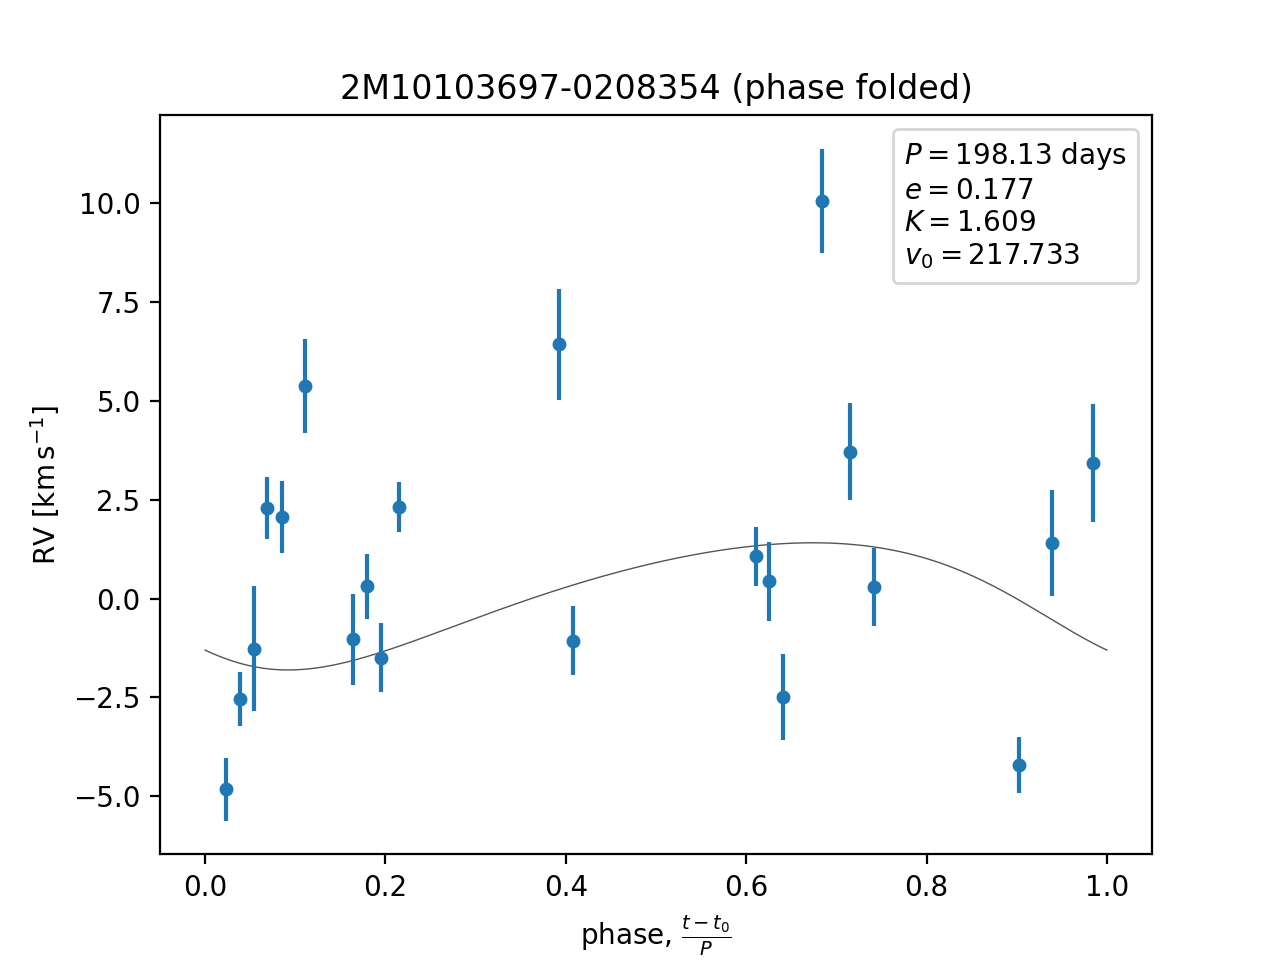 2M10103697-0208354 (phase folded)
P = 198.13 days
e = 0.177
K = 1.609
v₀ = 217.733
10.0
7.5
5.0
2.5
0.0
−2.5
−5.0
RV [km s⁻¹]
0.0 0.2 0.4 0.6 0.8 1.0
phase, (t − t₀)/P